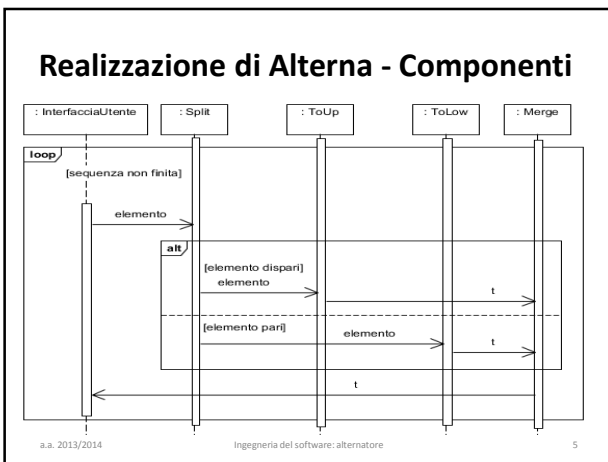 Realizzazione di Alterna - Componenti
: InterfacciaUtente
: Split
: ToUp
: ToLow
: Merge
loop
[sequenza non finita]
elemento
alt
[elemento dispari]
elemento
t
[elemento pari]
elemento
t
t
a.a. 2013/2014
Ingegneria del software: alternatore
5